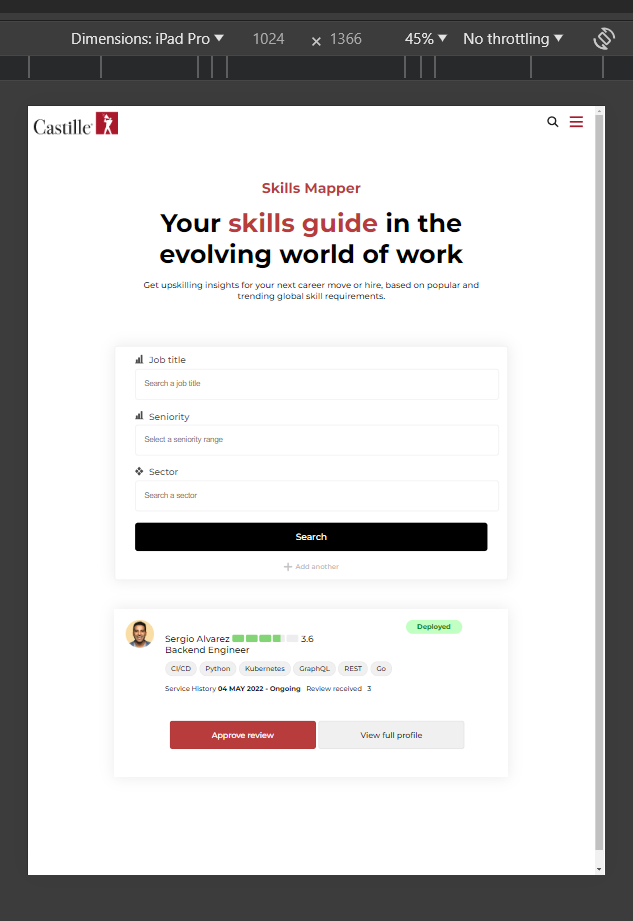 Dimensions: iPad Pro 1024 × 1366 45% No throttling
Castille
Skills Mapper
Your skills guide in the
evolving world of work
Get upskilling insights for your next career move or hire, based on popular and
trending global skill requirements.
Job title
Search a job title
Seniority
Select a seniority range
Sector
Search a sector
Search
Add another
Deployed
Sergio Alvarez 3.6
Backend Engineer
CI/CD Python Kubernetes GraphQL REST Go
Service History 04 MAY 2022 - Ongoing Review received 3
Approve review View full profile